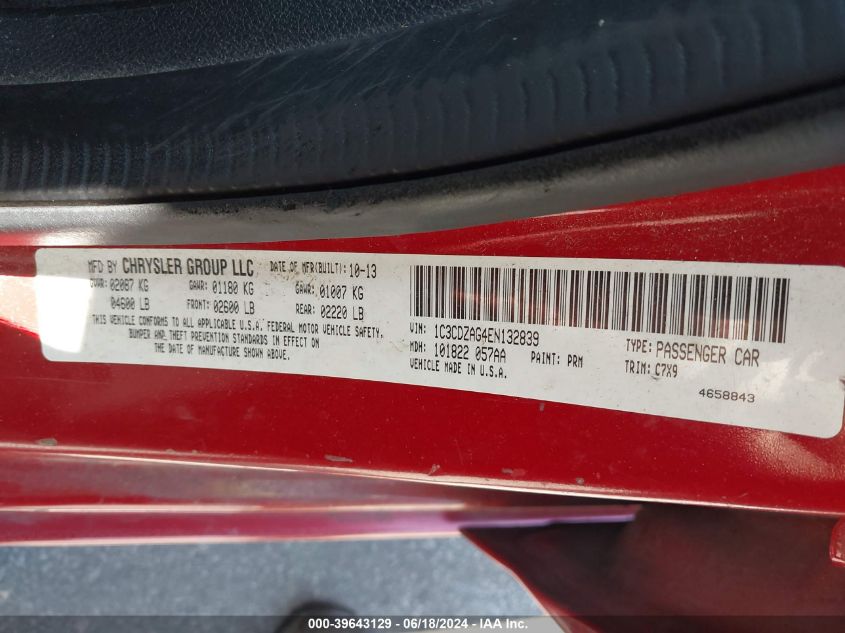 MFD BY CHRYSLER GROUP LLC DATE OF MFR(BUILT): 10-13
GVWR: 02087 KG GAWR: 01180 KG GAWR: 01007 KG
04600 LB FRONT: 02600 LB REAR: 02220 LB
THIS VEHICLE CONFORMS TO ALL APPLICABLE U.S.A. FEDERAL MOTOR VEHICLE SAFETY,
BUMPER AND THEFT PREVENTION STANDARDS IN EFFECT ON
THE DATE OF MANUFACTURE SHOWN ABOVE.
VIN: 1C3CDZAG4EN132839 TYPE: PASSENGER CAR
MDH: 101822 057AA PAINT: PRM TRIM: C7X9
VEHICLE MADE IN U.S.A.
4658843
000-39643129 - 06/18/2024 - IAAI.com